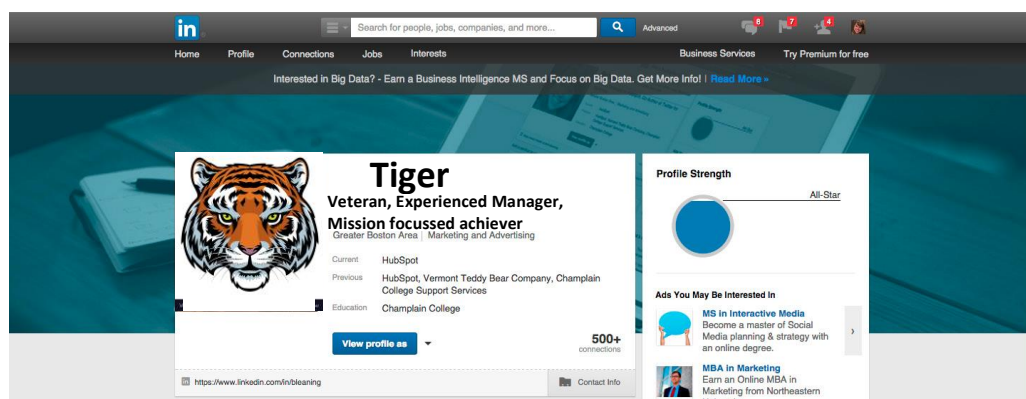 in
Search for people, jobs, companies, and more...
Advanced
8
7
4
Home Profile Connections Jobs Interests Business Services Try Premium for free
Interested in Big Data? - Earn a Business Intelligence MS and Focus on Big Data. Get More Info! | Read More »
Tiger
Veteran, Experienced Manager,
Mission focussed achiever
Greater Boston Area | Marketing and Advertising
Current HubSpot
Previous HubSpot, Vermont Teddy Bear Company, Champlain
College Support Services
Education Champlain College
View profile as
500+
connections
in https://www.linkedin.com/in/bleaning
Contact Info
Profile Strength
All-Star
Ads You May Be Interested in
MS in Interactive Media
Become a master of Social
Media planning & strategy with
an online degree.
MBA in Marketing
Earn an Online MBA in
Marketing from Northeastern